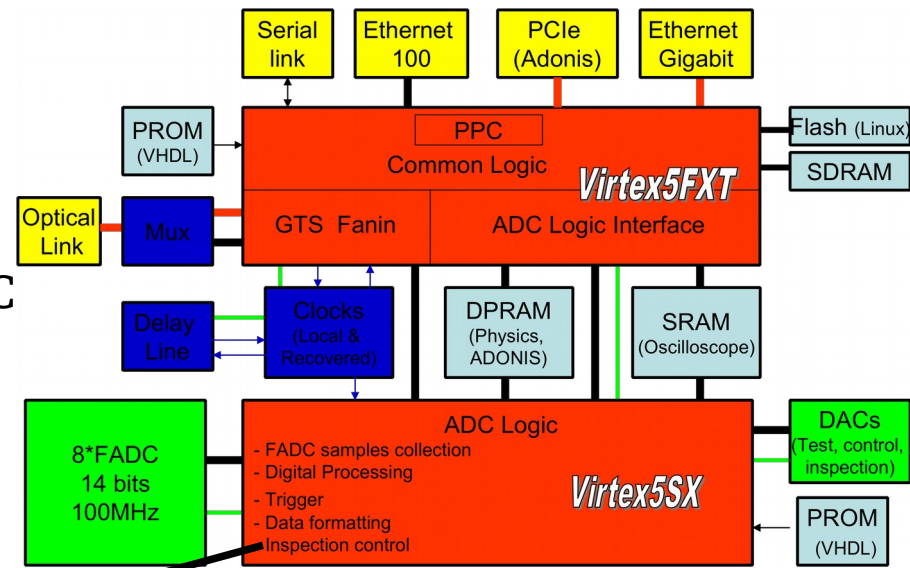 Serial
link
Ethernet
100
PCIe
(Adonis)
Ethernet
Gigabit
PROM
(VHDL)
PPC
Common Logic
Virtex5FXT
Flash (Linux)
SDRAM
Optical
Link
Mux
GTS Fanin
ADC Logic Interface
C
Delay
Line
Clocks
(Local &
Recovered)
DPRAM
(Physics,
ADONIS)
SRAM
(Oscilloscope)
8*FADC
14 bits
100MHz
ADC Logic
- FADC samples collection
- Digital Processing
- Trigger
- Data formatting
- Inspection control
Virtex5SX
DACs
(Test, control,
inspection)
PROM
(VHDL)